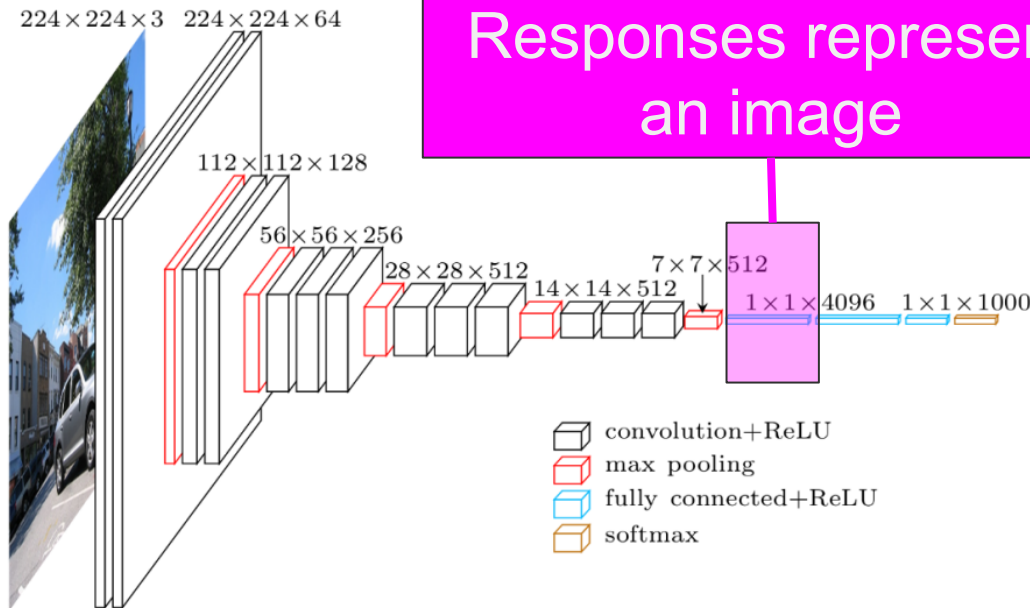 224×224×3 224×224×64
Responses
an image
112×112×128
56×56×256
28×28×512
14×14×512
7×7×512
1×1×4096 1×1×1000
convolution+ReLU
max pooling
fully connected+ReLU
softmax